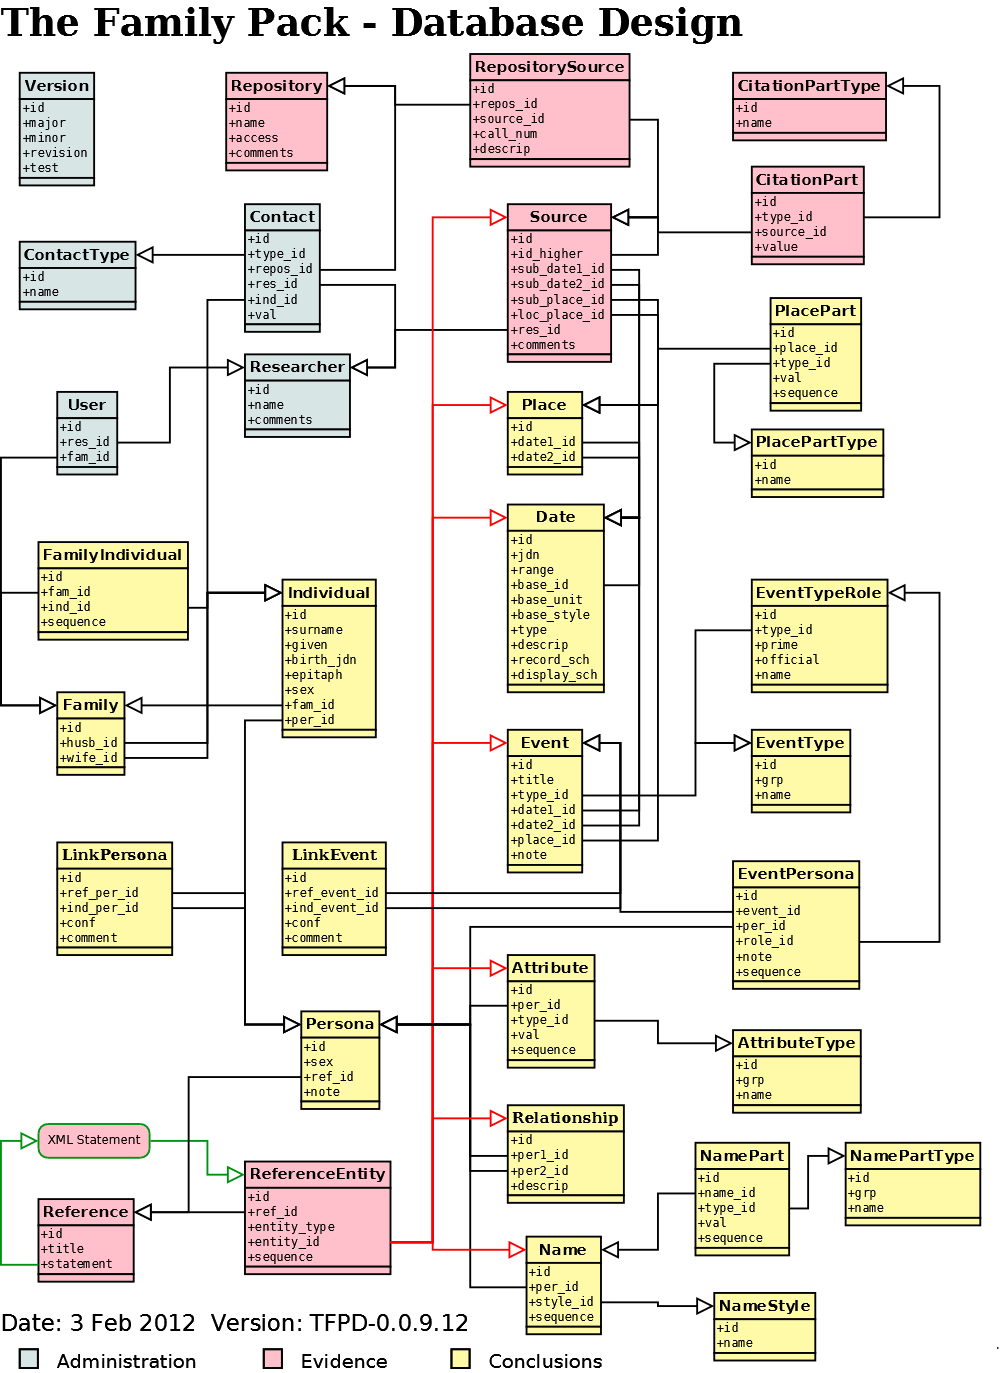 The Family Pack - Database Design
Version
+id
+major
+minor
+revision
+test
Repository
+id
+name
+access
+comments
RepositorySource
+id
+repos_id
+source_id
+call_num
+descrip
CitationPartType
+id
+name
CitationPart
+id
+type_id
+source_id
+value
Contact
+id
+type_id
+repos_id
+res_id
+ind_id
+val
ContactType
+id
+name
Source
+id
+id_higher
+sub_date1_id
+sub_date2_id
+sub_place_id
+loc_place_id
+res_id
+comments
PlacePart
+id
+place_id
+type_id
+val
+sequence
Researcher
+id
+name
+comments
User
+id
+res_id
+fam_id
Place
+id
+date1_id
+date2_id
PlacePartType
+id
+name
Date
+id
+jdn
+range
+base_id
+base_unit
+base_style
+type
+descrip
+record_sch
+display_sch
FamilyIndividual
+id
+fam_id
+ind_id
+sequence
Individual
+id
+surname
+given
+birth_jdn
+epitaph
+sex
+fam_id
+per_id
EventTypeRole
+id
+type_id
+prime
+official
+name
Family
+id
+husb_id
+wife_id
Event
+id
+title
+type_id
+date1_id
+date2_id
+place_id
+note
EventType
+id
+grp
+name
LinkPersona
+id
+ref_per_id
+ind_per_id
+conf
+comment
LinkEvent
+id
+ref_event_id
+ind_event_id
+conf
+comment
EventPersona
+id
+event_id
+per_id
+role_id
+note
+sequence
Attribute
+id
+per_id
+type_id
+val
+sequence
Persona
+id
+sex
+ref_id
+note
AttributeType
+id
+grp
+name
Relationship
+id
+per1_id
+per2_id
+descrip
XML Statement
ReferenceEntity
+id
+ref_id
+entity_type
+entity_id
+sequence
Reference
+id
+title
+statement
NamePart
+id
+name_id
+type_id
+val
+sequence
NamePartType
+id
+grp
+name
Name
+id
+per_id
+style_id
+sequence
NameStyle
+id
+name
Date: 3 Feb 2012 Version: TFPD-0.0.9.12
Administration
Evidence
Conclusions